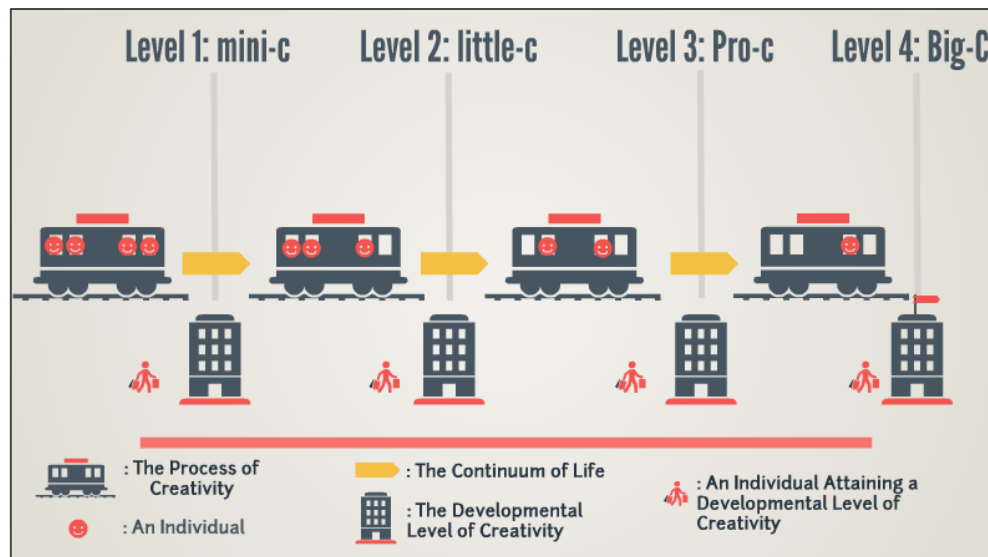 Level 1: mini-c
Level 2: little-c
Level 3: Pro-c
Level 4: Big-C
: The Process of
Creativity
: An Individual
: The Continuum of Life
: The Developmental
Level of Creativity
: An Individual Attaining a
Developmental Level of
Creativity